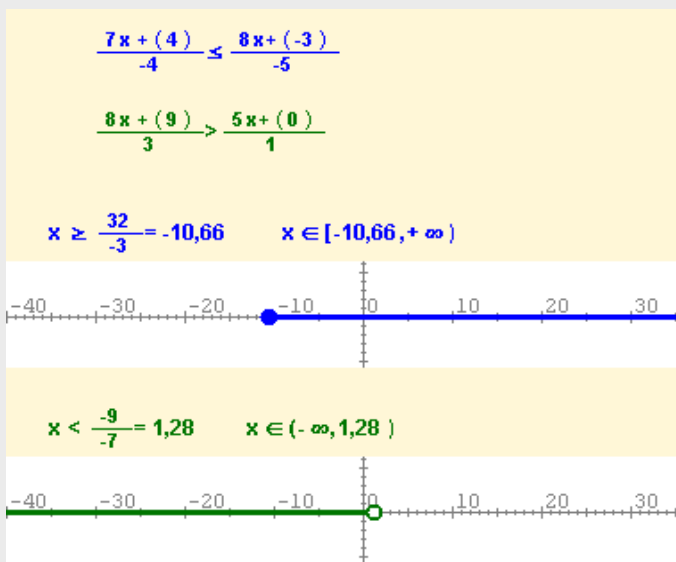 7x + ( 4 ) / -4 ≤ 8x+ ( -3 ) / -5
8x + ( 9 ) / 3 > 5x+ ( 0 ) / 1
x ≥ 32 / -3 = -10,66 x ∈ [ -10,66 , + ∞ )
-40 -30 -20 -10 0 10 20 30
x < -9 / -7 = 1,28 x ∈ ( - ∞, 1,28 )
-40 -30 -20 -10 0 10 20 30